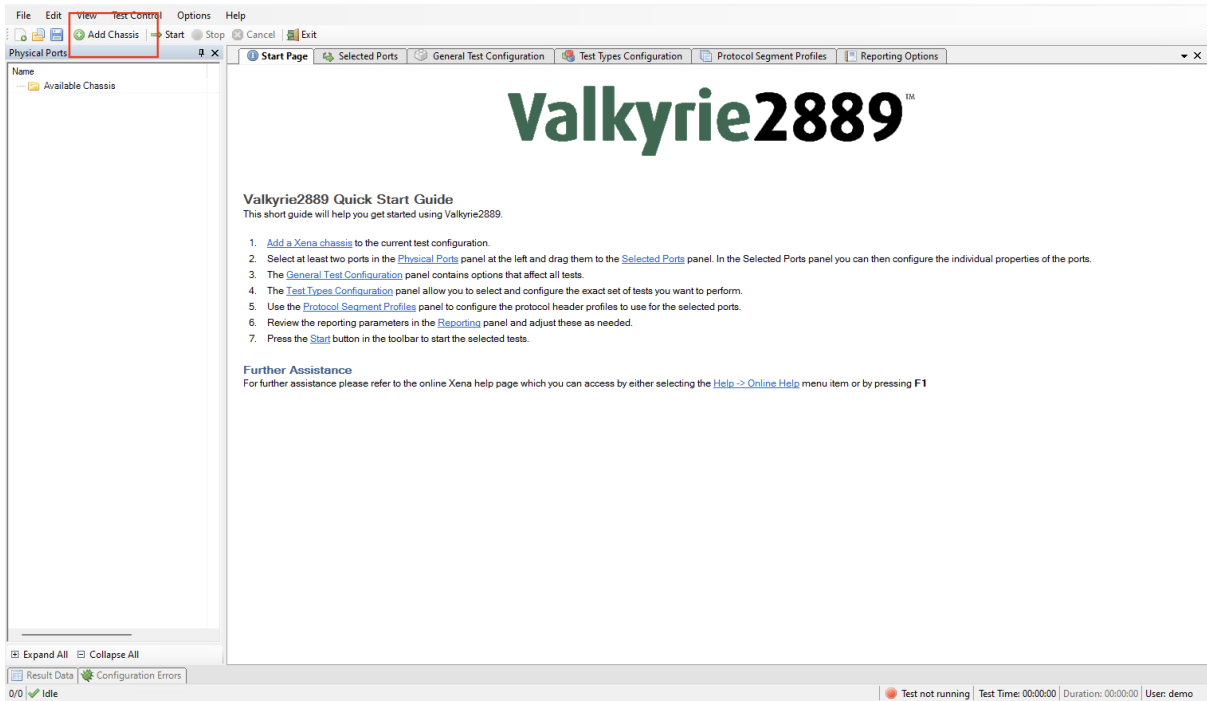 File Edit View Test Control Options Help
Add Chassis Start Stop Cancel Exit
Physical Ports
Start Page Selected Ports General Test Configuration Test Types Configuration Protocol Segment Profiles Reporting Options
Name
Available Chassis
Valkyrie2889™
Valkyrie2889 Quick Start Guide
This short guide will help you get started using Valkyrie2889.
1. Add a Xena chassis to the current test configuration.
2. Select at least two ports in the Physical Ports panel at the left and drag them to the Selected Ports panel. In the Selected Ports panel you can then configure the individual properties of the ports.
3. The General Test Configuration panel contains options that affect all tests.
4. The Test Types Configuration panel allow you to select and configure the exact set of tests you want to perform.
5. Use the Protocol Segment Profiles panel to configure the protocol header profiles to use for the selected ports.
6. Review the reporting parameters in the Reporting panel and adjust these as needed.
7. Press the Start button in the toolbar to start the selected tests.
Further Assistance
For further assistance please refer to the online Xena help page which you can access by either selecting the Help -> Online Help menu item or by pressing F1
Expand All Collapse All
Result Data Configuration Errors
0/0 Idle Test not running Test Time: 00:00:00 Duration: 00:00:00 User: demo